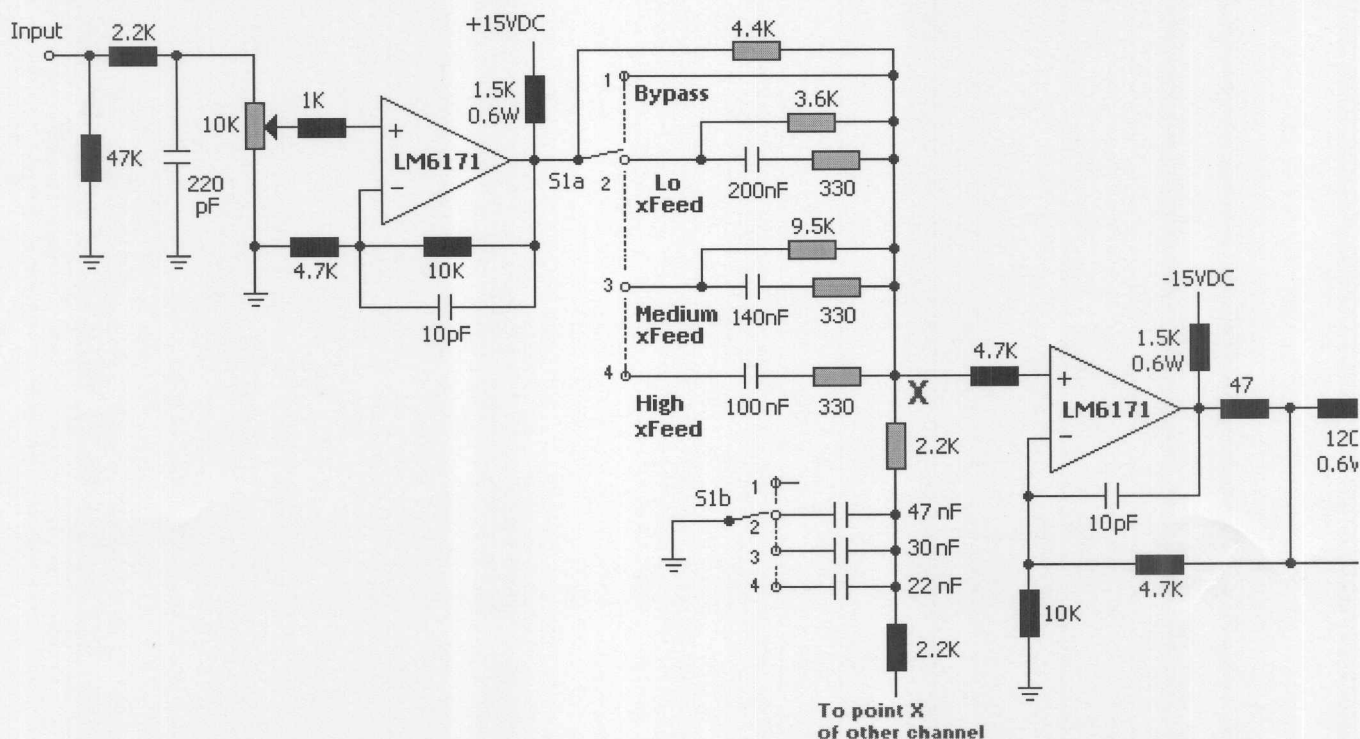 Input
2.2K
47K
220
pF
10K
1K
+15VDC
1.5K
0.6W
+
LM6171
−
4.7K
10K
10pF
S1a
4.4K
1
Bypass
3.6K
2
Lo
xFeed
200nF
330
9.5K
3
Medium
xFeed
140nF
330
4
High
xFeed
100nF
330
X
4.7K
-15VDC
1.5K
0.6W
+
LM6171
−
47
10pF
4.7K
10K
2.2K
S1b
1
2
47 nF
3
30 nF
4
22 nF
2.2K
To point X
of other channel